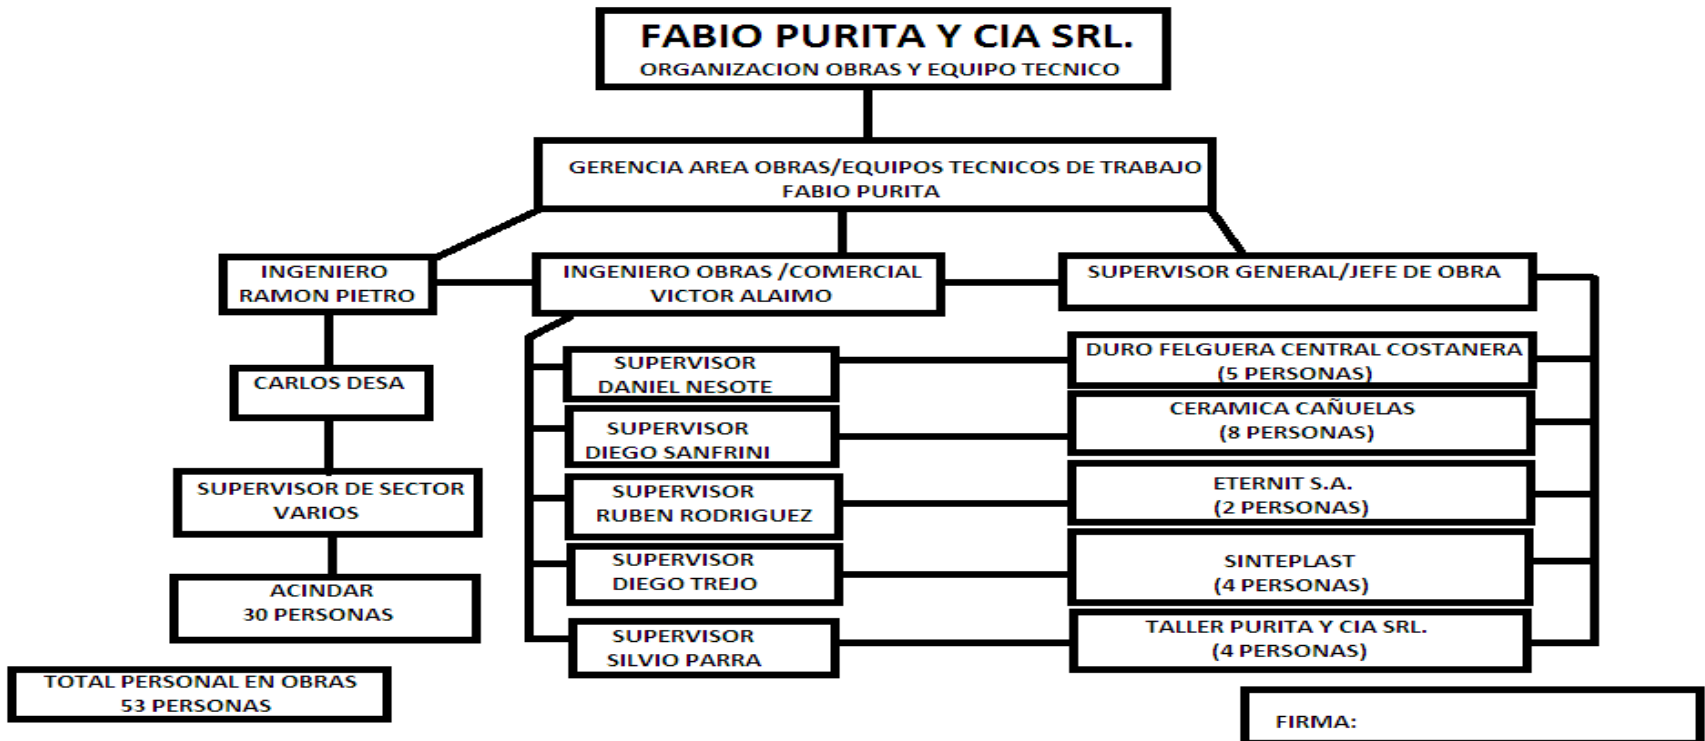 FABIO PURITA Y CIA SRL.
ORGANIZACION OBRAS Y EQUIPO TECNICO
GERENCIA AREA OBRAS/EQUIPOS TECNICOS DE TRABAJO
FABIO PURITA
INGENIERO
RAMON PIETRO
INGENIERO OBRAS /COMERCIAL
VICTOR ALAIMO
SUPERVISOR GENERAL/JEFE DE OBRA
CARLOS DESA
SUPERVISOR DE SECTOR
VARIOS
ACINDAR
30 PERSONAS
SUPERVISOR
DANIEL NESOTE
DURO FELGUERA CENTRAL COSTANERA
(5 PERSONAS)
SUPERVISOR
DIEGO SANFRINI
CERAMICA CAÑUELAS
(8 PERSONAS)
SUPERVISOR
RUBEN RODRIGUEZ
ETERNIT S.A.
(2 PERSONAS)
SUPERVISOR
DIEGO TREJO
SINTEPLAST
(4 PERSONAS)
SUPERVISOR
SILVIO PARRA
TALLER PURITA Y CIA SRL.
(4 PERSONAS)
TOTAL PERSONAL EN OBRAS
53 PERSONAS
FIRMA: